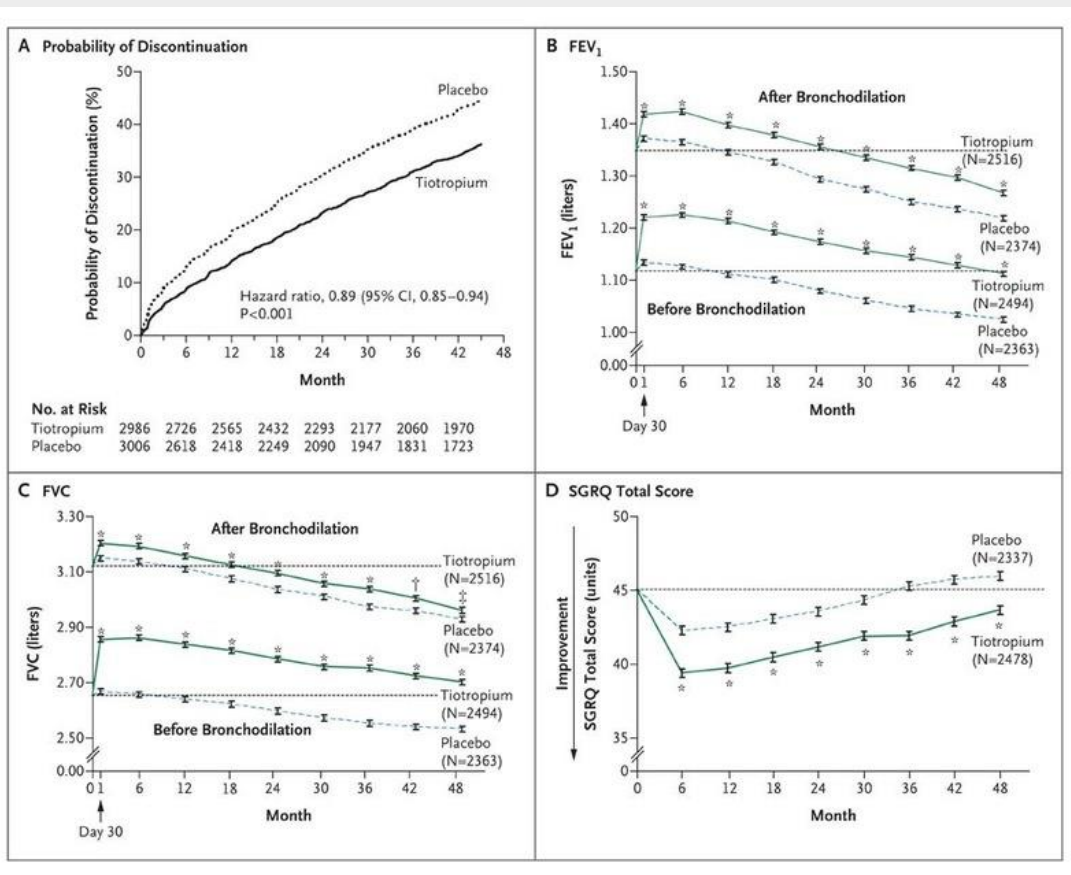 A Probability of Discontinuation
Probability of Discontinuation (%)
50
40
30
20
10
0
Placebo
Tiotropium
Hazard ratio, 0.89 (95% CI, 0.85–0.94)
P<0.001
0 6 12 18 24 30 36 42 48
Month
No. at Risk
Tiotropium 2986 2726 2565 2432 2293 2177 2060 1970
Placebo 3006 2618 2418 2249 2090 1947 1831 1723
B FEV1
FEV1 (liters)
1.50
1.40
1.30
1.20
1.10
1.00
0.00
After Bronchodilation
Tiotropium
(N=2516)
Placebo
(N=2374)
Tiotropium
(N=2494)
Before Bronchodilation
Placebo
(N=2363)
0 1 6 12 18 24 30 36 42 48
Month
Day 30
C FVC
FVC (liters)
3.30
3.10
2.90
2.70
2.50
0.00
After Bronchodilation
Tiotropium
(N=2516)
† ‡
Placebo
(N=2374)
Tiotropium
(N=2494)
Before Bronchodilation
Placebo
(N=2363)
0 1 6 12 18 24 30 36 42 48
Month
Day 30
D SGRQ Total Score
Improvement
SGRQ Total Score (units)
50
45
40
35
0
Placebo
(N=2337)
Tiotropium
(N=2478)
0 6 12 18 24 30 36 42 48
Month